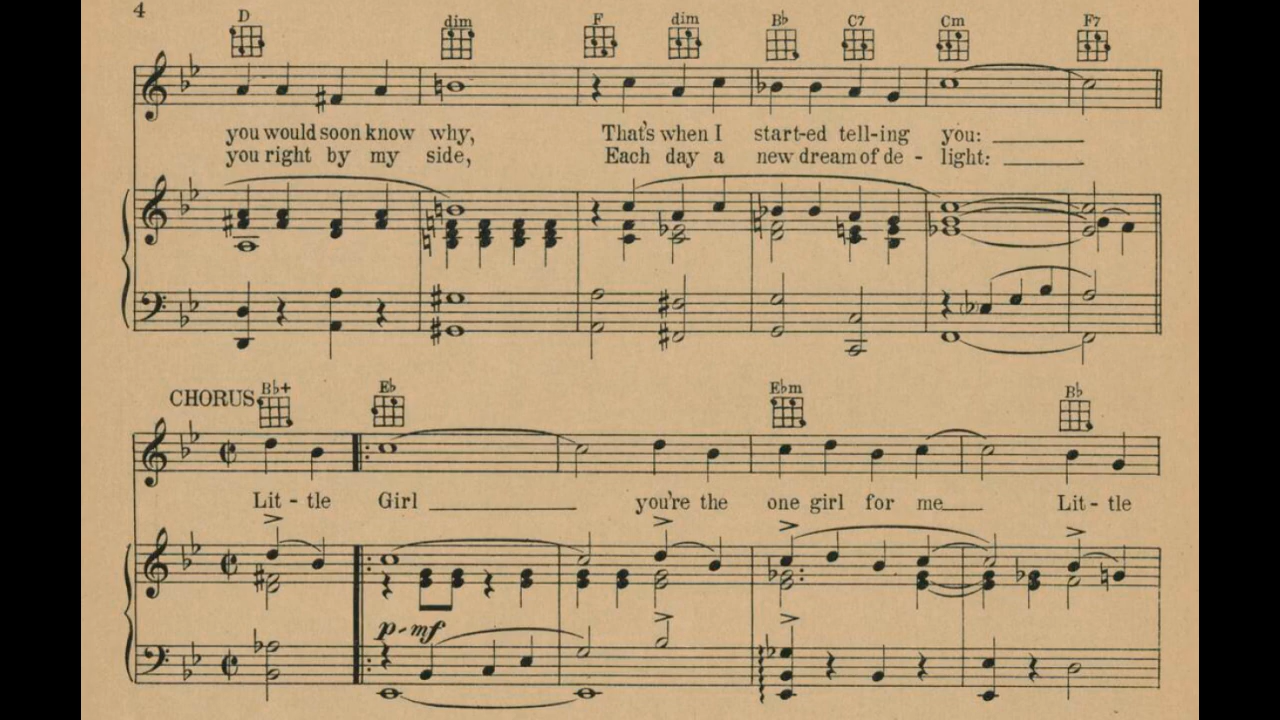 4
D dim F dim B♭ C7 Cm F7
you would soon know why, That's when I start-ed tell-ing you:
you right by my side, Each day a new dream of de - light:
CHORUS B♭+ E♭ E♭m B♭
Lit - tle Girl you're the one girl for me Lit - tle
p-mf